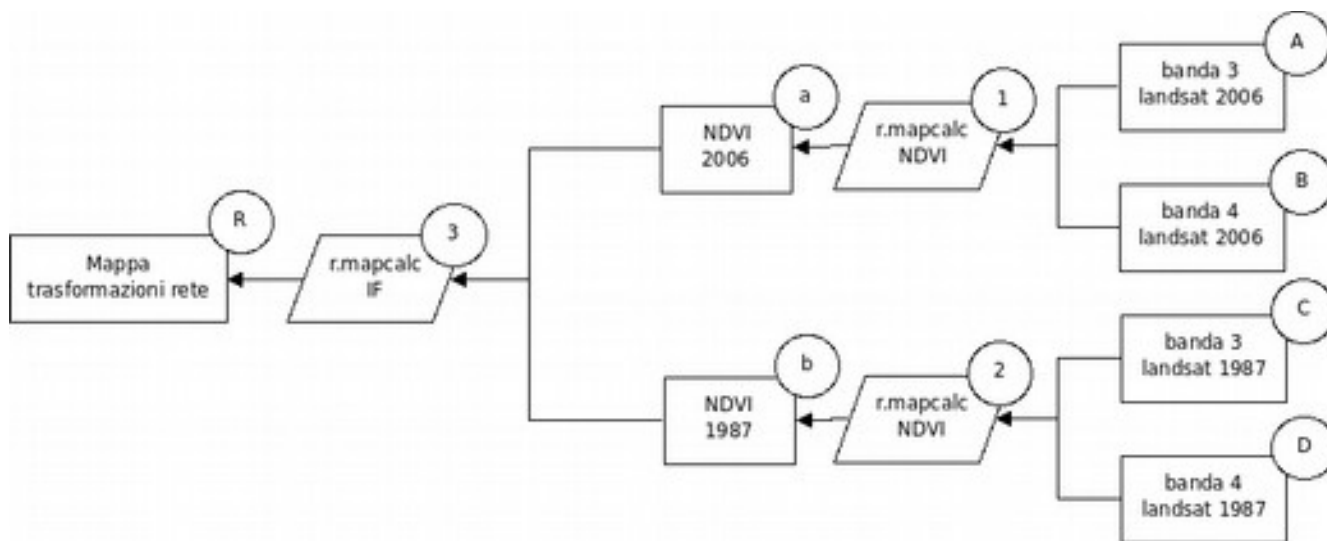 A
banda 3
landsat 2006
a
1
NDVI
2006
r.mapcalc
NDVI
B
banda 4
landsat 2006
R
3
Mappa
trasformazioni rete
r.mapcalc
IF
C
banda 3
landsat 1987
b
2
NDVI
1987
r.mapcalc
NDVI
D
banda 4
landsat 1987